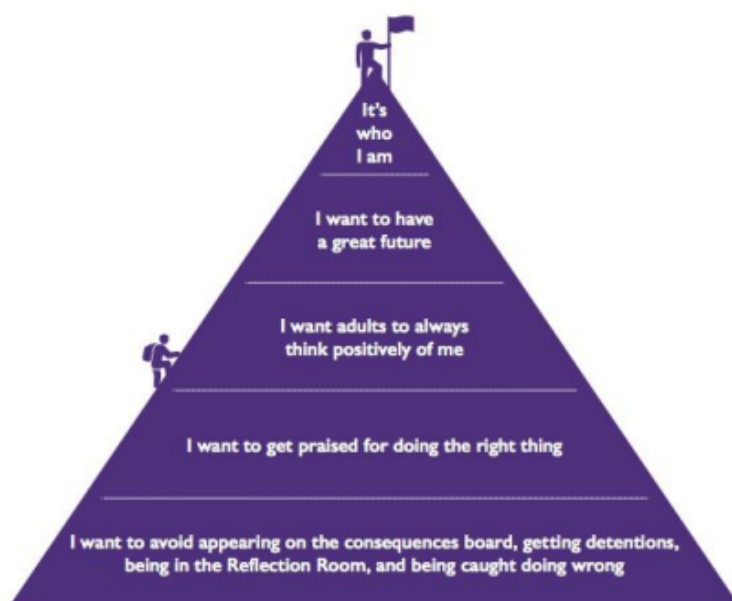 It's
who
I am
I want to have
a great future
I want adults to always
think positively of me
I want to get praised for doing the right thing
I want to avoid appearing on the consequences board, getting detentions,
being in the Reflection Room, and being caught doing wrong